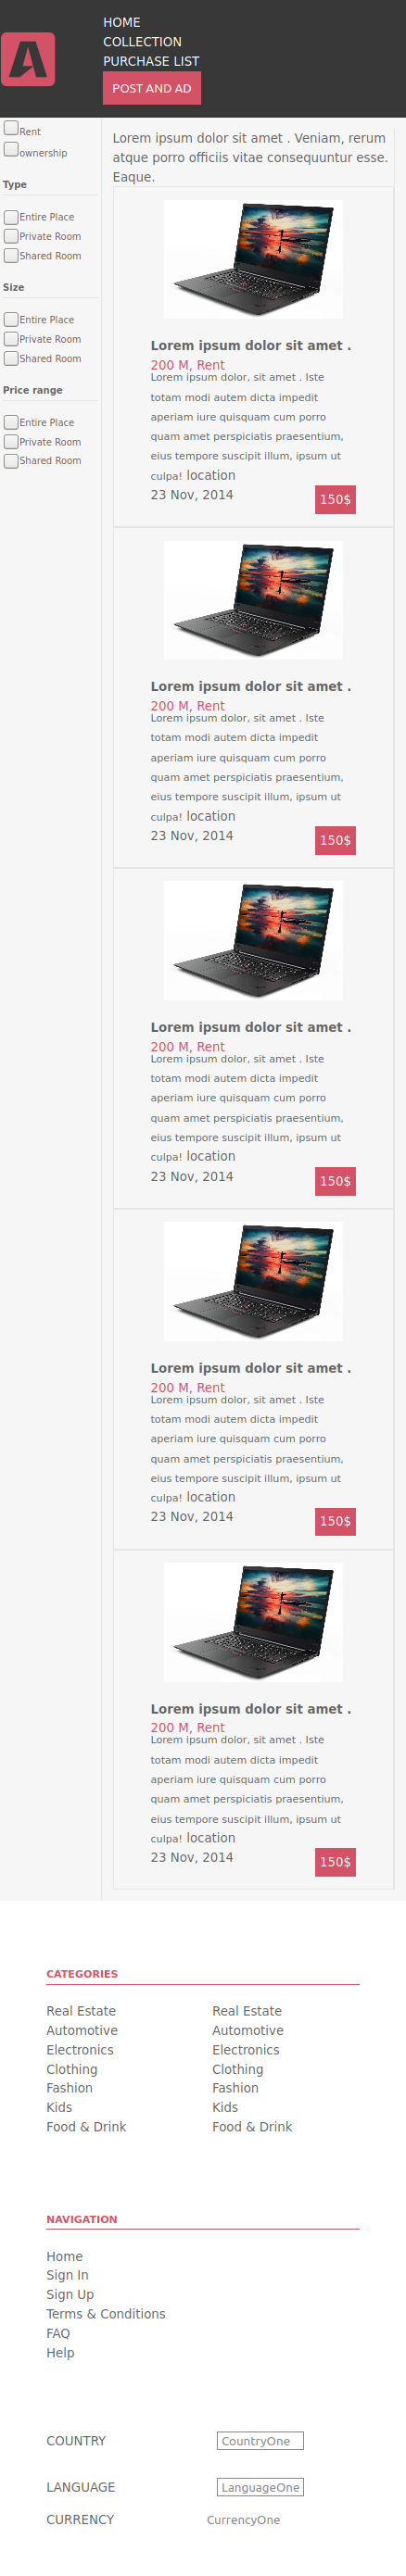 A
HOME
COLLECTION
PURCHASE LIST
POST AND AD
Rent
ownership
Type
Entire Place
Private Room
Shared Room
Size
Entire Place
Private Room
Shared Room
Price range
Entire Place
Private Room
Shared Room
Lorem ipsum dolor sit amet . Veniam, rerum
atque porro officiis vitae consequuntur esse.
Eaque.
Lorem ipsum dolor sit amet .
200 M, Rent
Lorem ipsum dolor, sit amet . Iste
totam modi autem dicta impedit
aperiam iure quisquam cum porro
quam amet perspiciatis praesentium,
eius tempore suscipit illum, ipsum ut
culpa! location
23 Nov, 2014
150$
Lorem ipsum dolor sit amet .
200 M, Rent
Lorem ipsum dolor, sit amet . Iste
totam modi autem dicta impedit
aperiam iure quisquam cum porro
quam amet perspiciatis praesentium,
eius tempore suscipit illum, ipsum ut
culpa! location
23 Nov, 2014
150$
Lorem ipsum dolor sit amet .
200 M, Rent
Lorem ipsum dolor, sit amet . Iste
totam modi autem dicta impedit
aperiam iure quisquam cum porro
quam amet perspiciatis praesentium,
eius tempore suscipit illum, ipsum ut
culpa! location
23 Nov, 2014
150$
Lorem ipsum dolor sit amet .
200 M, Rent
Lorem ipsum dolor, sit amet . Iste
totam modi autem dicta impedit
aperiam iure quisquam cum porro
quam amet perspiciatis praesentium,
eius tempore suscipit illum, ipsum ut
culpa! location
23 Nov, 2014
150$
Lorem ipsum dolor sit amet .
200 M, Rent
Lorem ipsum dolor, sit amet . Iste
totam modi autem dicta impedit
aperiam iure quisquam cum porro
quam amet perspiciatis praesentium,
eius tempore suscipit illum, ipsum ut
culpa! location
23 Nov, 2014
150$
CATEGORIES
Real Estate
Automotive
Electronics
Clothing
Fashion
Kids
Food & Drink
Real Estate
Automotive
Electronics
Clothing
Fashion
Kids
Food & Drink
NAVIGATION
Home
Sign In
Sign Up
Terms & Conditions
FAQ
Help
COUNTRY
CountryOne
LANGUAGE
LanguageOne
CURRENCY
CurrencyOne